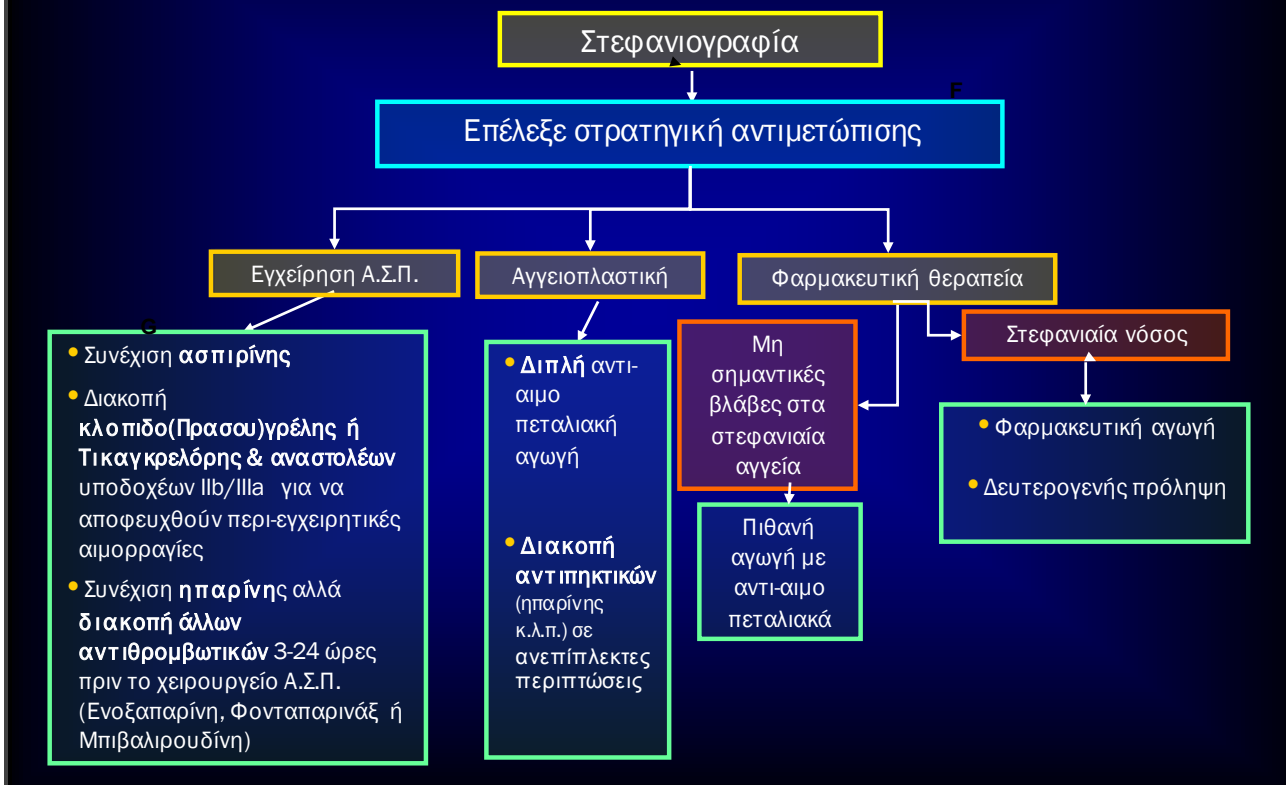 Στεφανιογραφία
F
Επέλεξε στρατηγική αντιμετώπισης
Εγχείρηση Α.Σ.Π.
Αγγειοπλαστική
Φαρμακευτική θεραπεία
G
• Συνέχιση ασπιρίνης
• Διακοπή
κλοπιδο(Πρασου)γρέλης ή
Τικαγκρελόρης & αναστολέων
υποδοχέων IIb/IIIa για να
αποφευχθούν περι-εγχειρητικές
αιμορραγίες
• Συνέχιση ηπαρίνης αλλά
διακοπή άλλων
αντιθρομβωτικών 3-24 ώρες
πριν το χειρουργείο Α.Σ.Π.
(Ενοξαπαρίνη, Φονταπαρινάξ ή
Μπιβαλιρουδίνη)
• Διπλή αντι-
αιμο
πεταλιακή
αγωγή
• Διακοπή
αντιπηκτικών
(ηπαρίνης
κ.λ.π.) σε
ανεπίπλεκτες
περιπτώσεις
Μη
σημαντικές
βλάβες στα
στεφανιαία
αγγεία
Πιθανή
αγωγή με
αντι-αιμο
πεταλιακά
Στεφανιαία νόσος
• Φαρμακευτική αγωγή
• Δευτερογενής πρόληψη